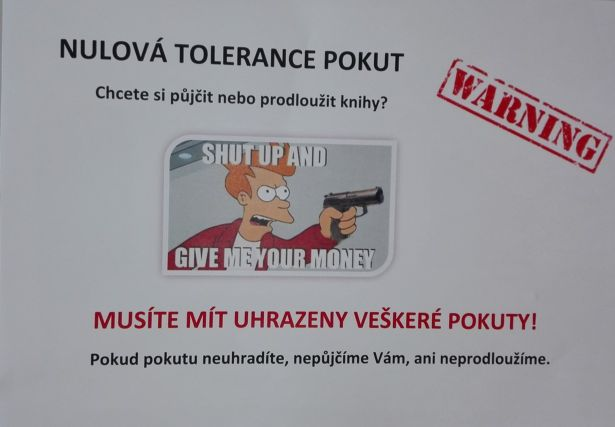 NULOVÁ TOLERANCE POKUT
Chcete si půjčit nebo prodloužit knihy?
WARNING
SHUT UP AND
GIVE ME YOUR MONEY
MUSÍTE MÍT UHRAZENY VEŠKERÉ POKUTY!
Pokud pokutu neuhradíte, nepůjčíme Vám, ani neprodloužíme.